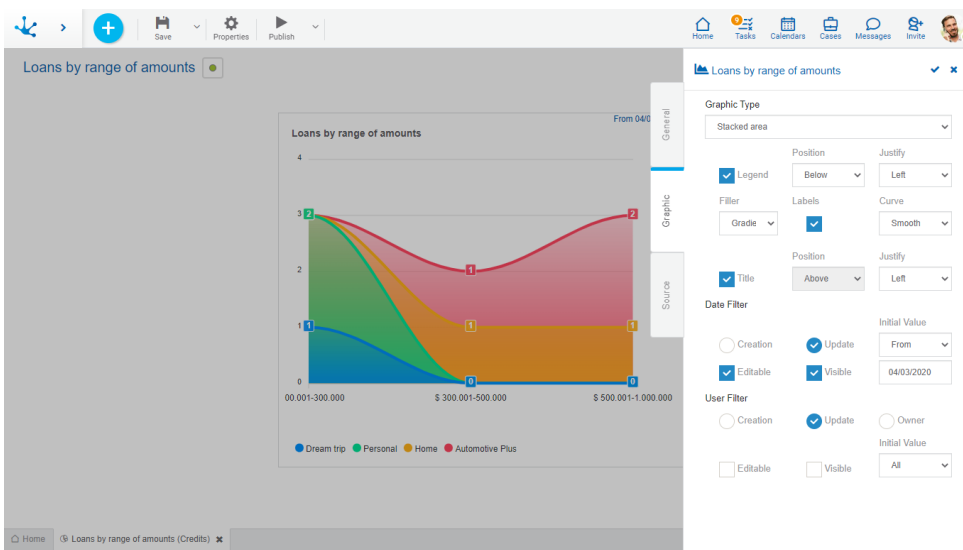 Save
Properties
Publish
Home
9
Tasks
Calendars
Cases
Messages
Invite
Loans by range of amounts
From 04/0
Loans by range of amounts
4
3
2
1
0
2
2
1
1
1
1
0
0
00.001-300.000
$ 300.001-500.000
$ 500.001-1.000.000
Dream trip
Personal
Home
Automotive Plus
General
Graphic
Source
Loans by range of amounts
Graphic Type
Stacked area
Position
Justify
Legend
Below
Left
Filler
Labels
Curve
Gradie
Smooth
Position
Justify
Title
Above
Left
Date Filter
Initial Value
Creation
Update
From
Editable
Visible
04/03/2020
User Filter
Creation
Update
Owner
Initial Value
Editable
Visible
All
Home
Loans by range of amounts (Credits)